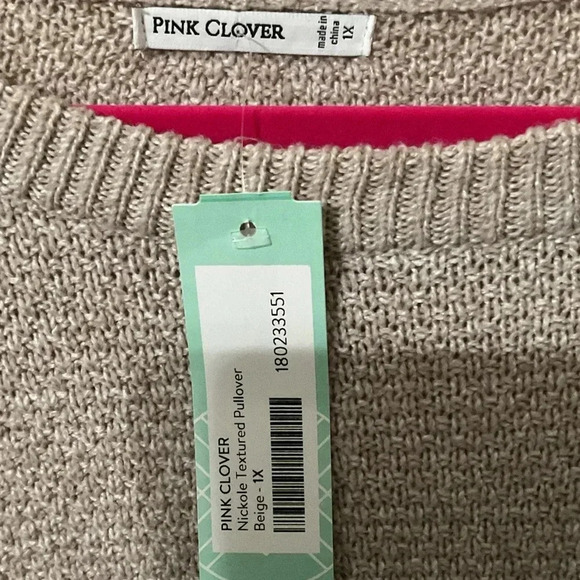 PINK CLOVER
made in
china
1X
PINK CLOVER
Nickole Textured Pullover
Beige - 1X
180233551